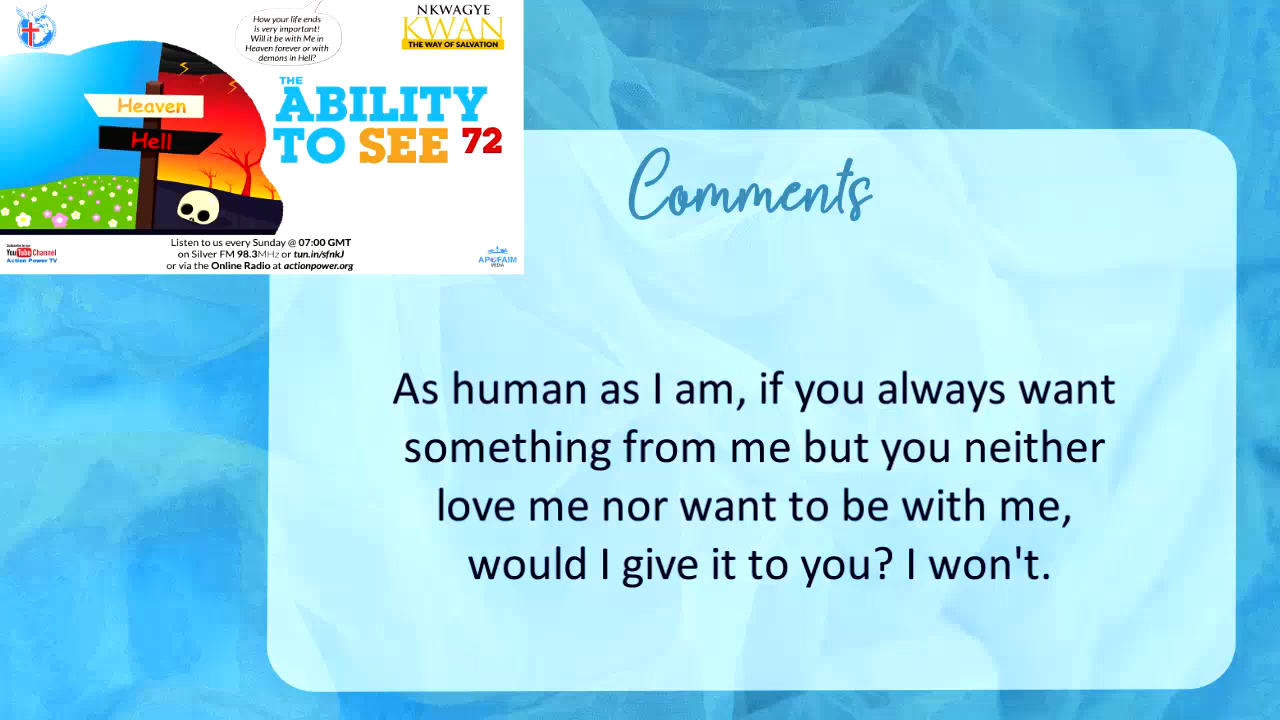 How your life ends
is very important!
Will it be with Me in
Heaven forever or with
demons in Hell?
NKWAGYE
KWAN
THE WAY OF SALVATION
Heaven
Hell
THE
ABILITY
TO SEE 72
Listen to us every Sunday @ 07:00 GMT
on Silver FM 98.3MHz or tun.in/sfnkJ
or via the Online Radio at actionpower.org
YouTube Channel
Action Power TV
APOFAIM
MEDIA
Comments
As human as I am, if you always want
something from me but you neither
love me nor want to be with me,
would I give it to you? I won't.